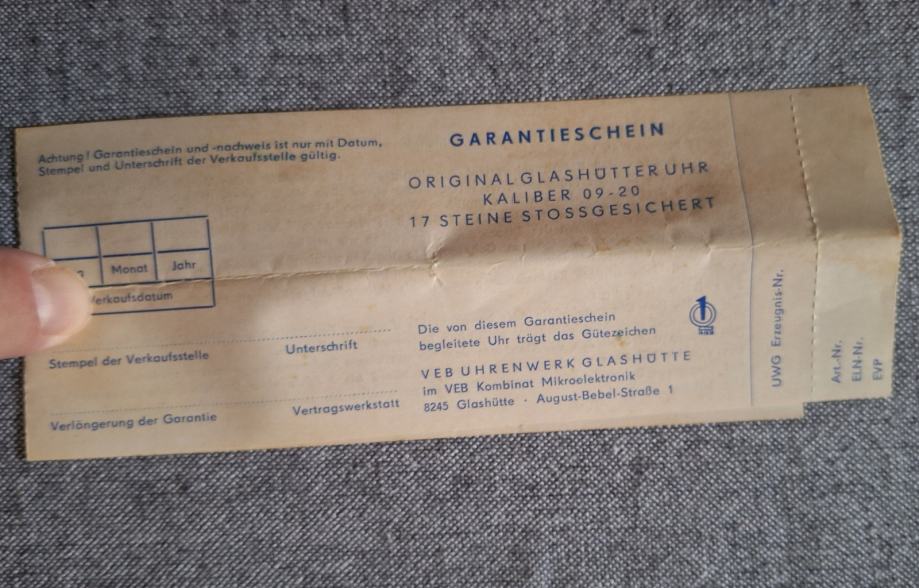 Achtung! Garantieschein und -nachweis ist nur mit Datum,
Stempel und Unterschrift der Verkaufsstelle gültig.
Monat Jahr
Verkaufsdatum
Stempel der Verkaufsstelle Unterschrift
Verlöngerung der Garantie Vertragswerkstatt
GARANTIESCHEIN
ORIGINAL GLASHÜTTER UHR
KALIBER 09-20
17 STEINE STOSSGESICHERT
Die von diesem Garantieschein
begleitete Uhr trägt das Gütezeichen
1
VEB UHRENWERK GLASHÜTTE
im VEB Kombinat Mikroelektronik
8245 Glashütte · August-Bebel-Straße 1
UWG Erzeugnis-Nr.
Art.-Nr.
ELN-Nr.
EVP